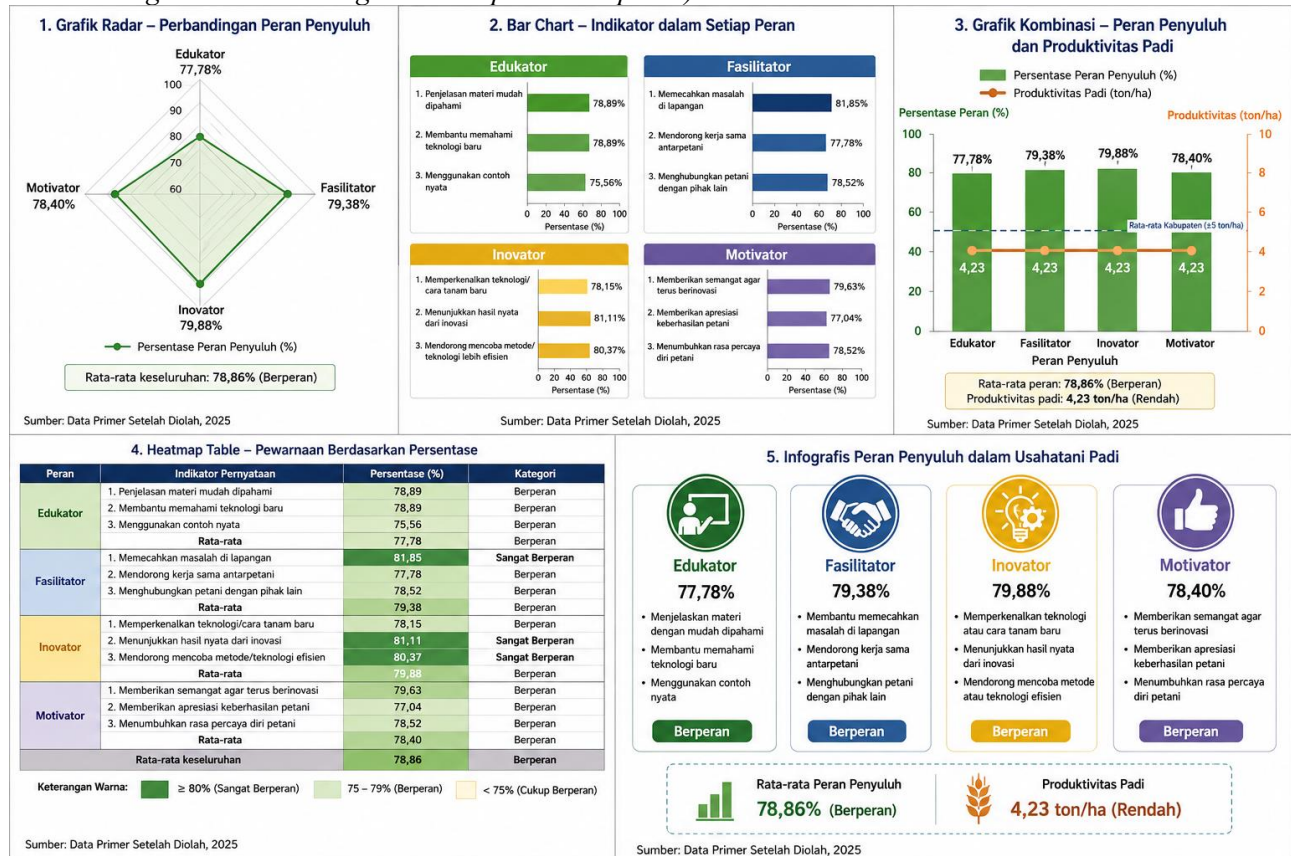 1. Grafik Radar – Perbandingan Peran Penyuluh
Edukator
77,78%
100
90
80
70
60
Motivator
78,40%
Fasilitator
79,38%
Inovator
79,88%
Persentase Peran Penyuluh (%)
Rata-rata keseluruhan: 78,86% (Berperan)
Sumber: Data Primer Setelah Diolah, 2025
2. Bar Chart – Indikator dalam Setiap Peran
Edukator
1. Penjelasan materi mudah
dipahami
78,89%
2. Membantu memahami
teknologi baru
78,89%
3. Menggunakan contoh
nyata
75,56%
0 20 40 60 80 100
Persentase (%)
Fasilitator
1. Memecahkan masalah
di lapangan
81,85%
2. Mendorong kerja sama
antarpetani
77,78%
3. Menghubungkan petani
dengan pihak lain
78,52%
0 20 40 60 80 100
Persentase (%)
Inovator
1. Memperkenalkan teknologi/
cara tanam baru
78,15%
2. Menunjukkan hasil nyata
dari inovasi
81,11%
3. Mendorong mencoba metode/
teknologi lebih efisien
80,37%
0 20 40 60 80 100
Persentase (%)
Motivator
1. Memberikan semangat agar
terus berinovasi
79,63%
2. Memberikan apresiasi
keberhasilan petani
77,04%
3. Menumbuhkan rasa percaya
diri petani
78,52%
0 20 40 60 80 100
Persentase (%)
Sumber: Data Primer Setelah Diolah, 2025
3. Grafik Kombinasi – Peran Penyuluh
dan Produktivitas Padi
Persentase Peran Penyuluh (%)
Produktivitas Padi (ton/ha)
Persentase Peran (%)
Produktivitas (ton/ha)
100
80
60
40
20
0
10
8
6
4
2
0
77,78% 79,38% 79,88% 78,40%
Rata-rata Kabupaten (±5 ton/ha)
4,23 4,23 4,23 4,23
Edukator Fasilitator Inovator Motivator
Peran Penyuluh
Rata-rata peran: 78,86% (Berperan)
Produktivitas padi: 4,23 ton/ha (Rendah)
Sumber: Data Primer Setelah Diolah, 2025
4. Heatmap Table – Pewarnaan Berdasarkan Persentase
Peran Indikator Pernyataan Persentase (%) Kategori
Edukator
1. Penjelasan materi mudah dipahami 78,89 Berperan
2. Membantu memahami teknologi baru 78,89 Berperan
3. Menggunakan contoh nyata 75,56 Berperan
Rata-rata 77,78 Berperan
Fasilitator
1. Memecahkan masalah di lapangan 81,85 Sangat Berperan
2. Mendorong kerja sama antarpetani 77,78 Berperan
3. Menghubungkan petani dengan pihak lain 78,52 Berperan
Rata-rata 79,38 Berperan
Inovator
1. Memperkenalkan teknologi/cara tanam baru 78,15 Berperan
2. Menunjukkan hasil nyata dari inovasi 81,11 Sangat Berperan
3. Mendorong mencoba metode/teknologi efisien 80,37 Sangat Berperan
Rata-rata 79,88 Berperan
Motivator
1. Memberikan semangat agar terus berinovasi 79,63 Berperan
2. Memberikan apresiasi keberhasilan petani 77,04 Berperan
3. Menumbuhkan rasa percaya diri petani 78,52 Berperan
Rata-rata 78,40 Berperan
Rata-rata keseluruhan 78,86 Berperan
Keterangan Warna: ≥ 80% (Sangat Berperan) 75 – 79% (Berperan) < 75% (Cukup Berperan)
Sumber: Data Primer Setelah Diolah, 2025
5. Infografis Peran Penyuluh dalam Usahatani Padi
Edukator
77,78%
• Menjelaskan materi
dengan mudah dipahami
• Membantu memahami
teknologi baru
• Menggunakan contoh
nyata
Berperan
Fasilitator
79,38%
• Membantu memecahkan
masalah di lapangan
• Mendorong kerja sama
antarpetani
• Menghubungkan petani
dengan pihak lain
Berperan
Inovator
79,88%
• Memperkenalkan teknologi
atau cara tanam baru
• Menunjukkan hasil nyata
dari inovasi
• Mendorong mencoba metode
atau teknologi efisien
Berperan
Motivator
78,40%
• Memberikan semangat agar
terus berinovasi
• Memberikan apresiasi
keberhasilan petani
• Menumbuhkan rasa percaya
diri petani
Berperan
Rata-rata Peran Penyuluh
78,86% (Berperan)
Produktivitas Padi
4,23 ton/ha (Rendah)
Sumber: Data Primer Setelah Diolah, 2025